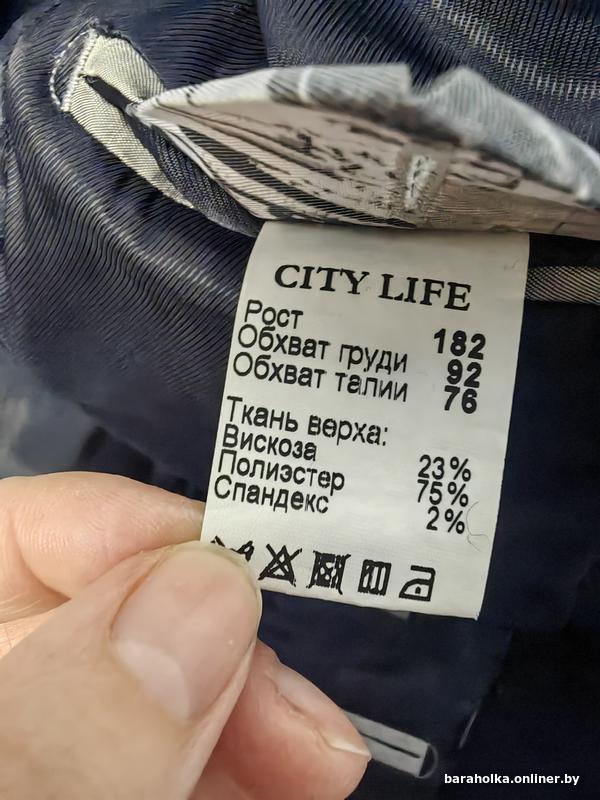 CITY LIFE
Рост 182
Обхват груди 92
Обхват талии 76
Ткань верха:
Вискоза 23%
Полиэстер 75%
Спандекс 2%
baraholka.onliner.by